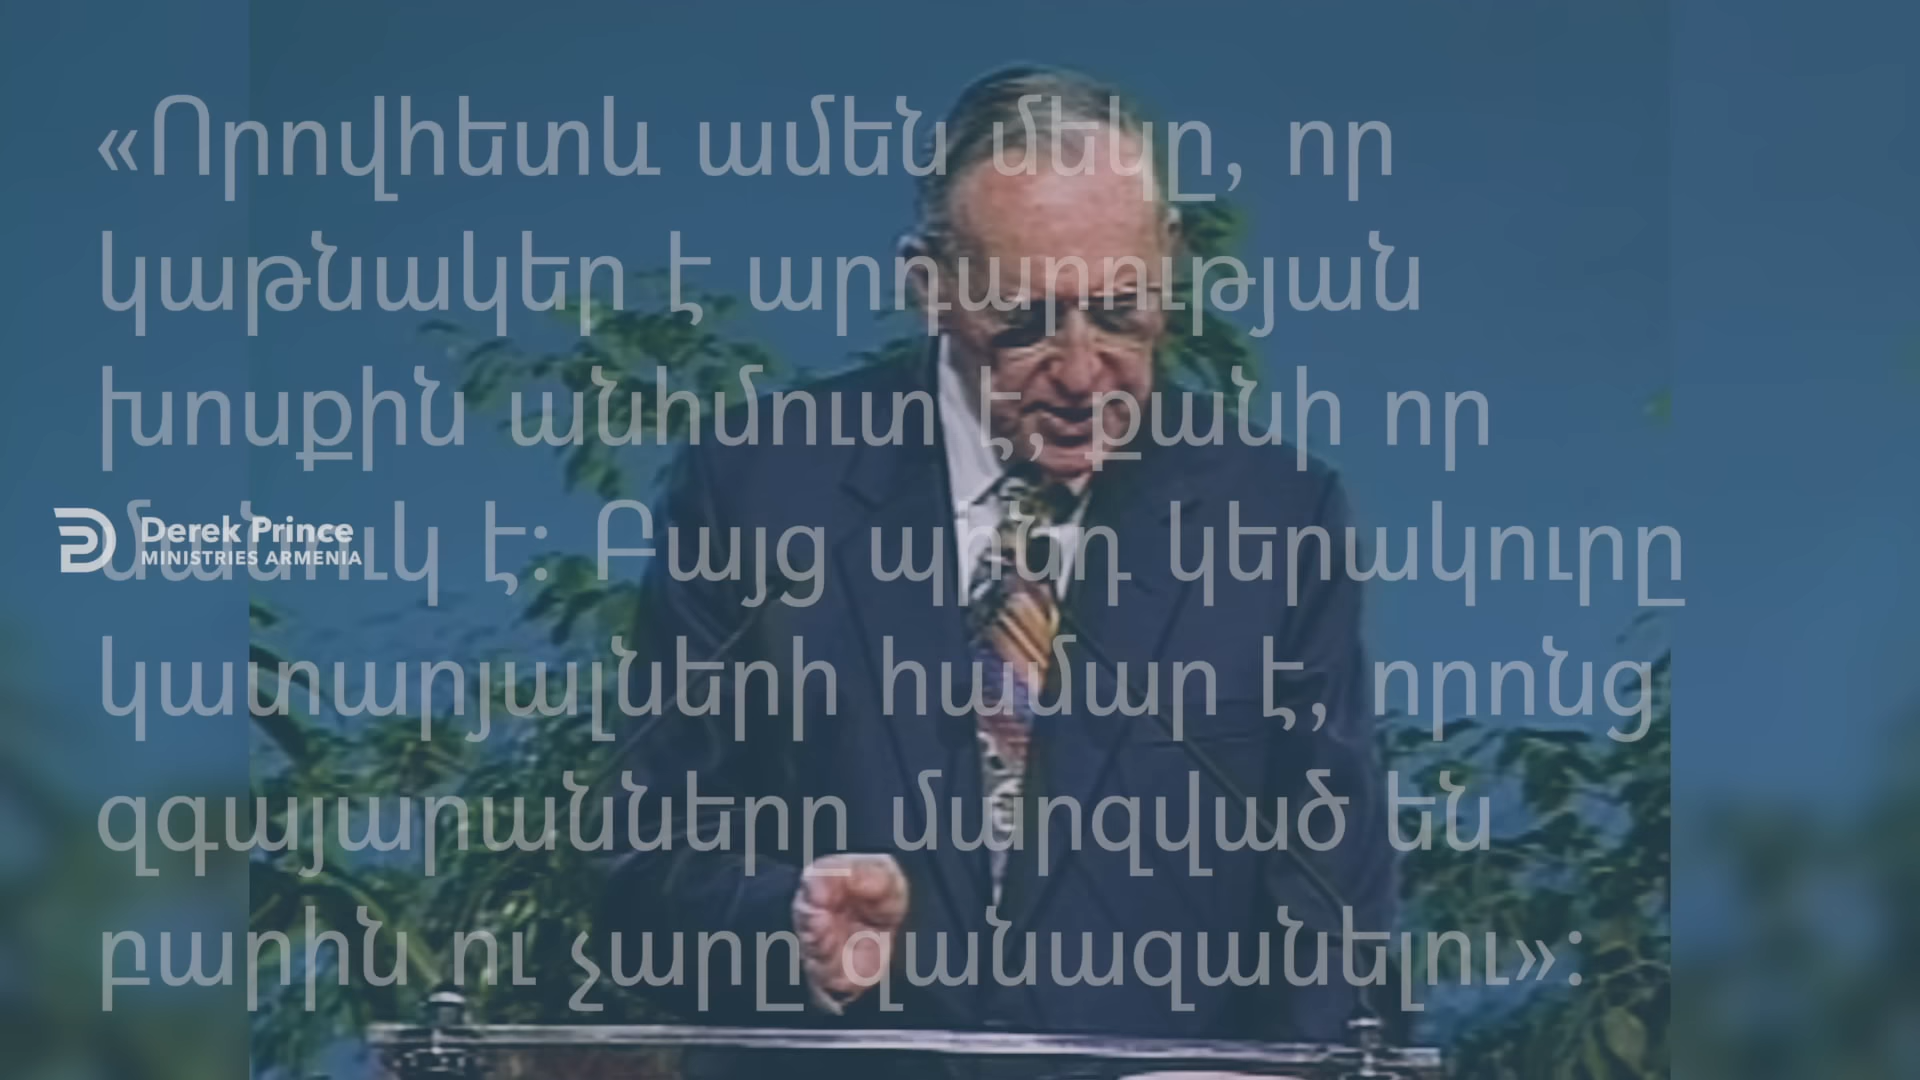 «Որովհետև ամեն մեկը, որ
կաթնակեր է արդարության
խոսքին անհմուտ է, քանի որ
մանուկ է: Բայց պինդ կերակուրը
կատարյալների համար է, որոնց
զգայարանները մարզված են
բարին ու չարը զանազանելու»:
Derek Prince
MINISTRIES ARMENIA